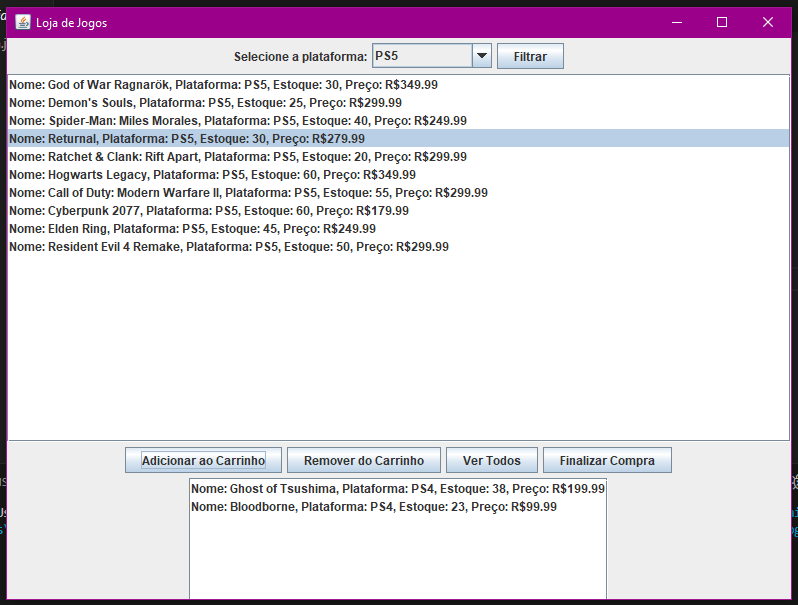 Loja de Jogos
Selecione a plataforma: PS5 Filtrar
Nome: God of War Ragnarök, Plataforma: PS5, Estoque: 30, Preço: R$349.99
Nome: Demon's Souls, Plataforma: PS5, Estoque: 25, Preço: R$299.99
Nome: Spider-Man: Miles Morales, Plataforma: PS5, Estoque: 40, Preço: R$249.99
Nome: Returnal, Plataforma: PS5, Estoque: 30, Preço: R$279.99
Nome: Ratchet & Clank: Rift Apart, Plataforma: PS5, Estoque: 20, Preço: R$299.99
Nome: Hogwarts Legacy, Plataforma: PS5, Estoque: 60, Preço: R$349.99
Nome: Call of Duty: Modern Warfare II, Plataforma: PS5, Estoque: 55, Preço: R$299.99
Nome: Cyberpunk 2077, Plataforma: PS5, Estoque: 60, Preço: R$179.99
Nome: Elden Ring, Plataforma: PS5, Estoque: 45, Preço: R$249.99
Nome: Resident Evil 4 Remake, Plataforma: PS5, Estoque: 50, Preço: R$299.99
Adicionar ao Carrinho Remover do Carrinho Ver Todos Finalizar Compra
Nome: Ghost of Tsushima, Plataforma: PS4, Estoque: 38, Preço: R$199.99
Nome: Bloodborne, Plataforma: PS4, Estoque: 23, Preço: R$99.99